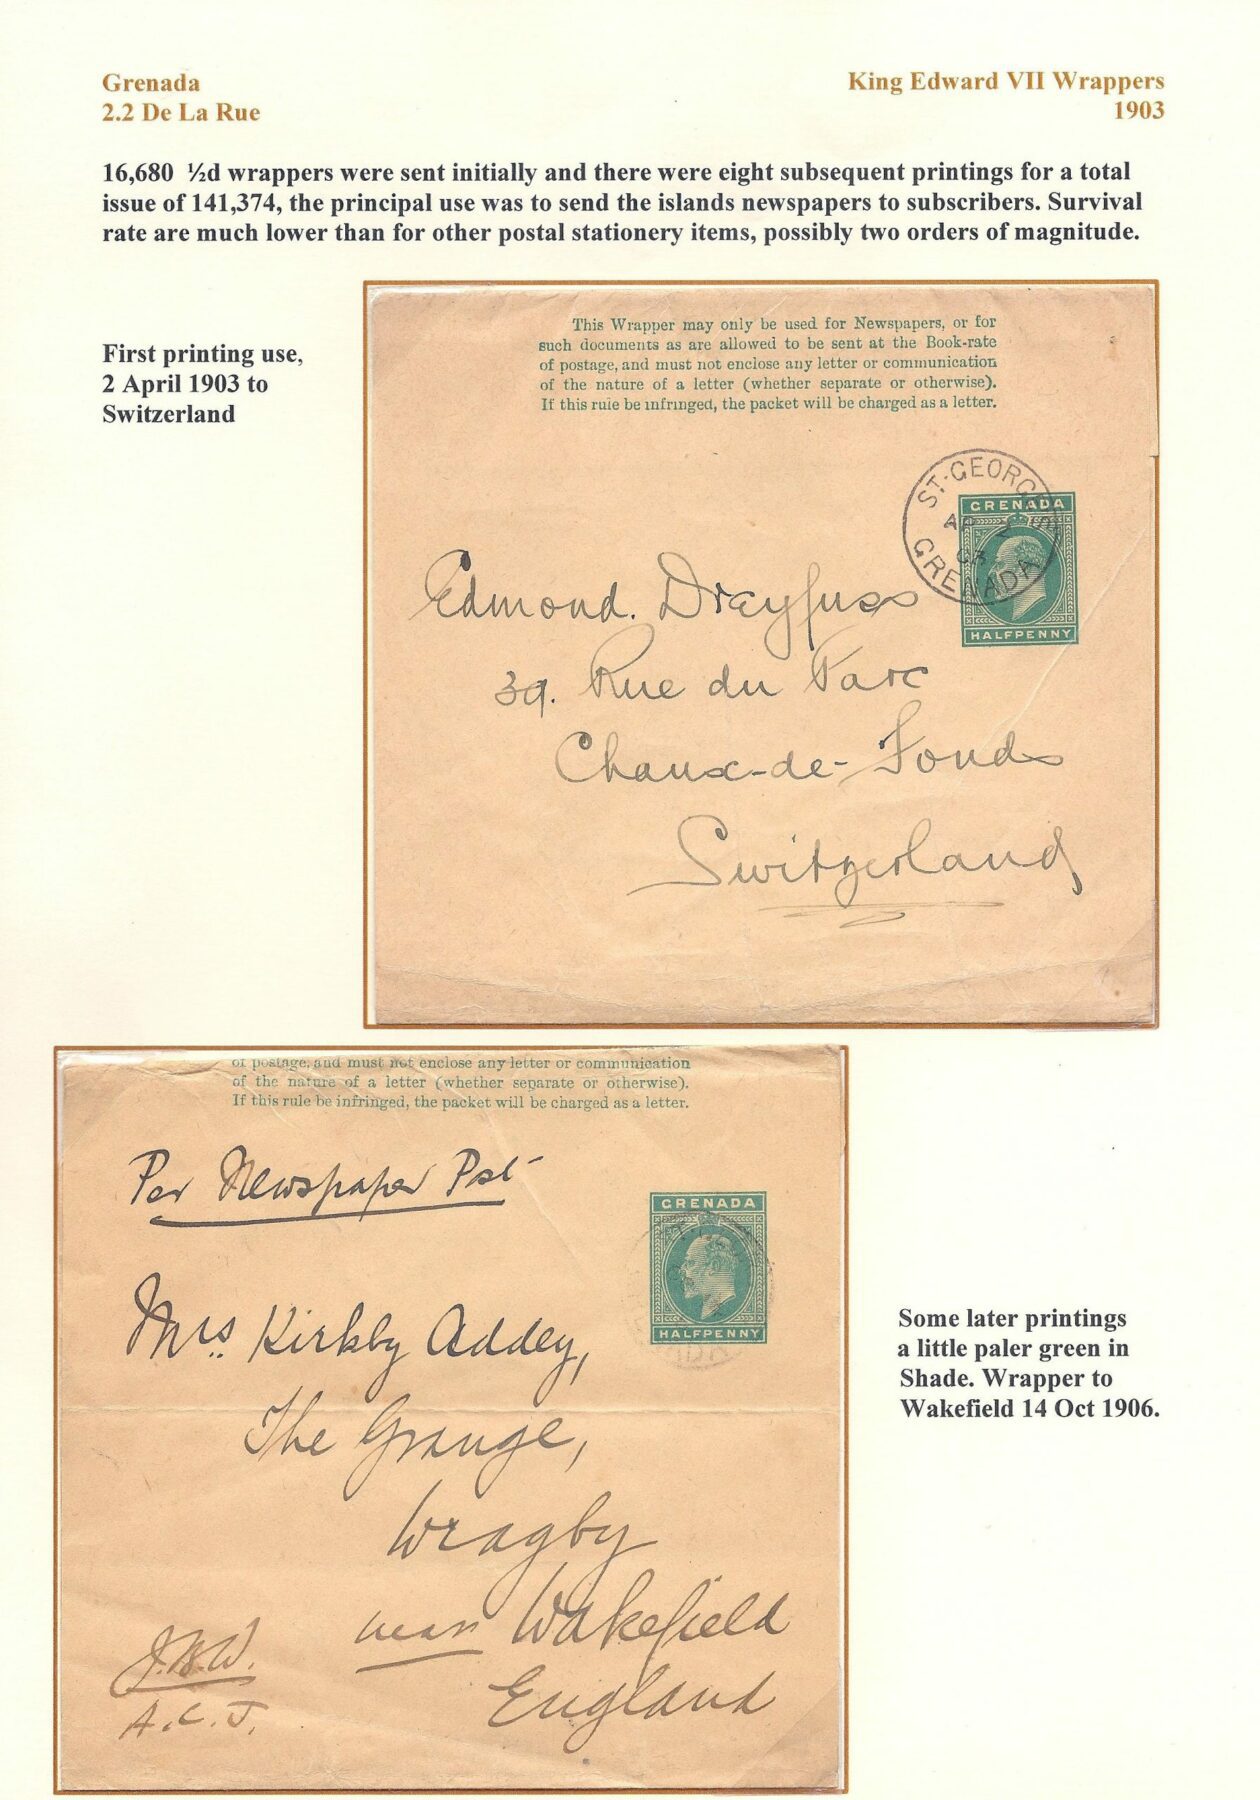 Grenada
2.2 De La Rue
King Edward VII Wrappers
1903
16,680 ½d wrappers were sent initially and there were eight subsequent printings for a total
issue of 141,374, the principal use was to send the islands newspapers to subscribers. Survival
rate are much lower than for other postal stationery items, possibly two orders of magnitude.
First printing use,
2 April 1903 to
Switzerland
This Wrapper may only be used for Newspapers, or for
such documents as are allowed to be sent at the Book-rate
of postage, and must not enclose any letter or communication
of the nature of a letter (whether separate or otherwise).
If this rule be infringed, the packet will be charged as a letter.
ST. GEORGE
AP 2
03
GRENADA
GRENADA
HALFPENNY
Edmond. Dreyfuss
39. Rue du Parc
Chaux-de-Fonds
Switzerland
of postage, and must not enclose any letter or communication
of the nature of a letter (whether separate or otherwise).
If this rule be infringed, the packet will be charged as a letter.
Per Newspaper Post
GRENADA
HALFPENNY
Mrs. Kirkby Addey,
The Grange,
Wragby
near Wakefield
England
J.W.W.
A.C.J.
Some later printings
a little paler green in
Shade. Wrapper to
Wakefield 14 Oct 1906.